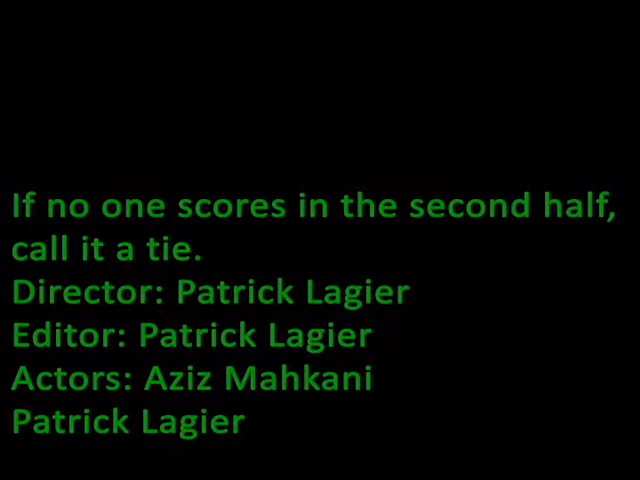 If no one scores in the second half,
call it a tie.
Director: Patrick Lagier
Editor: Patrick Lagier
Actors: Aziz Mahkani
Patrick Lagier